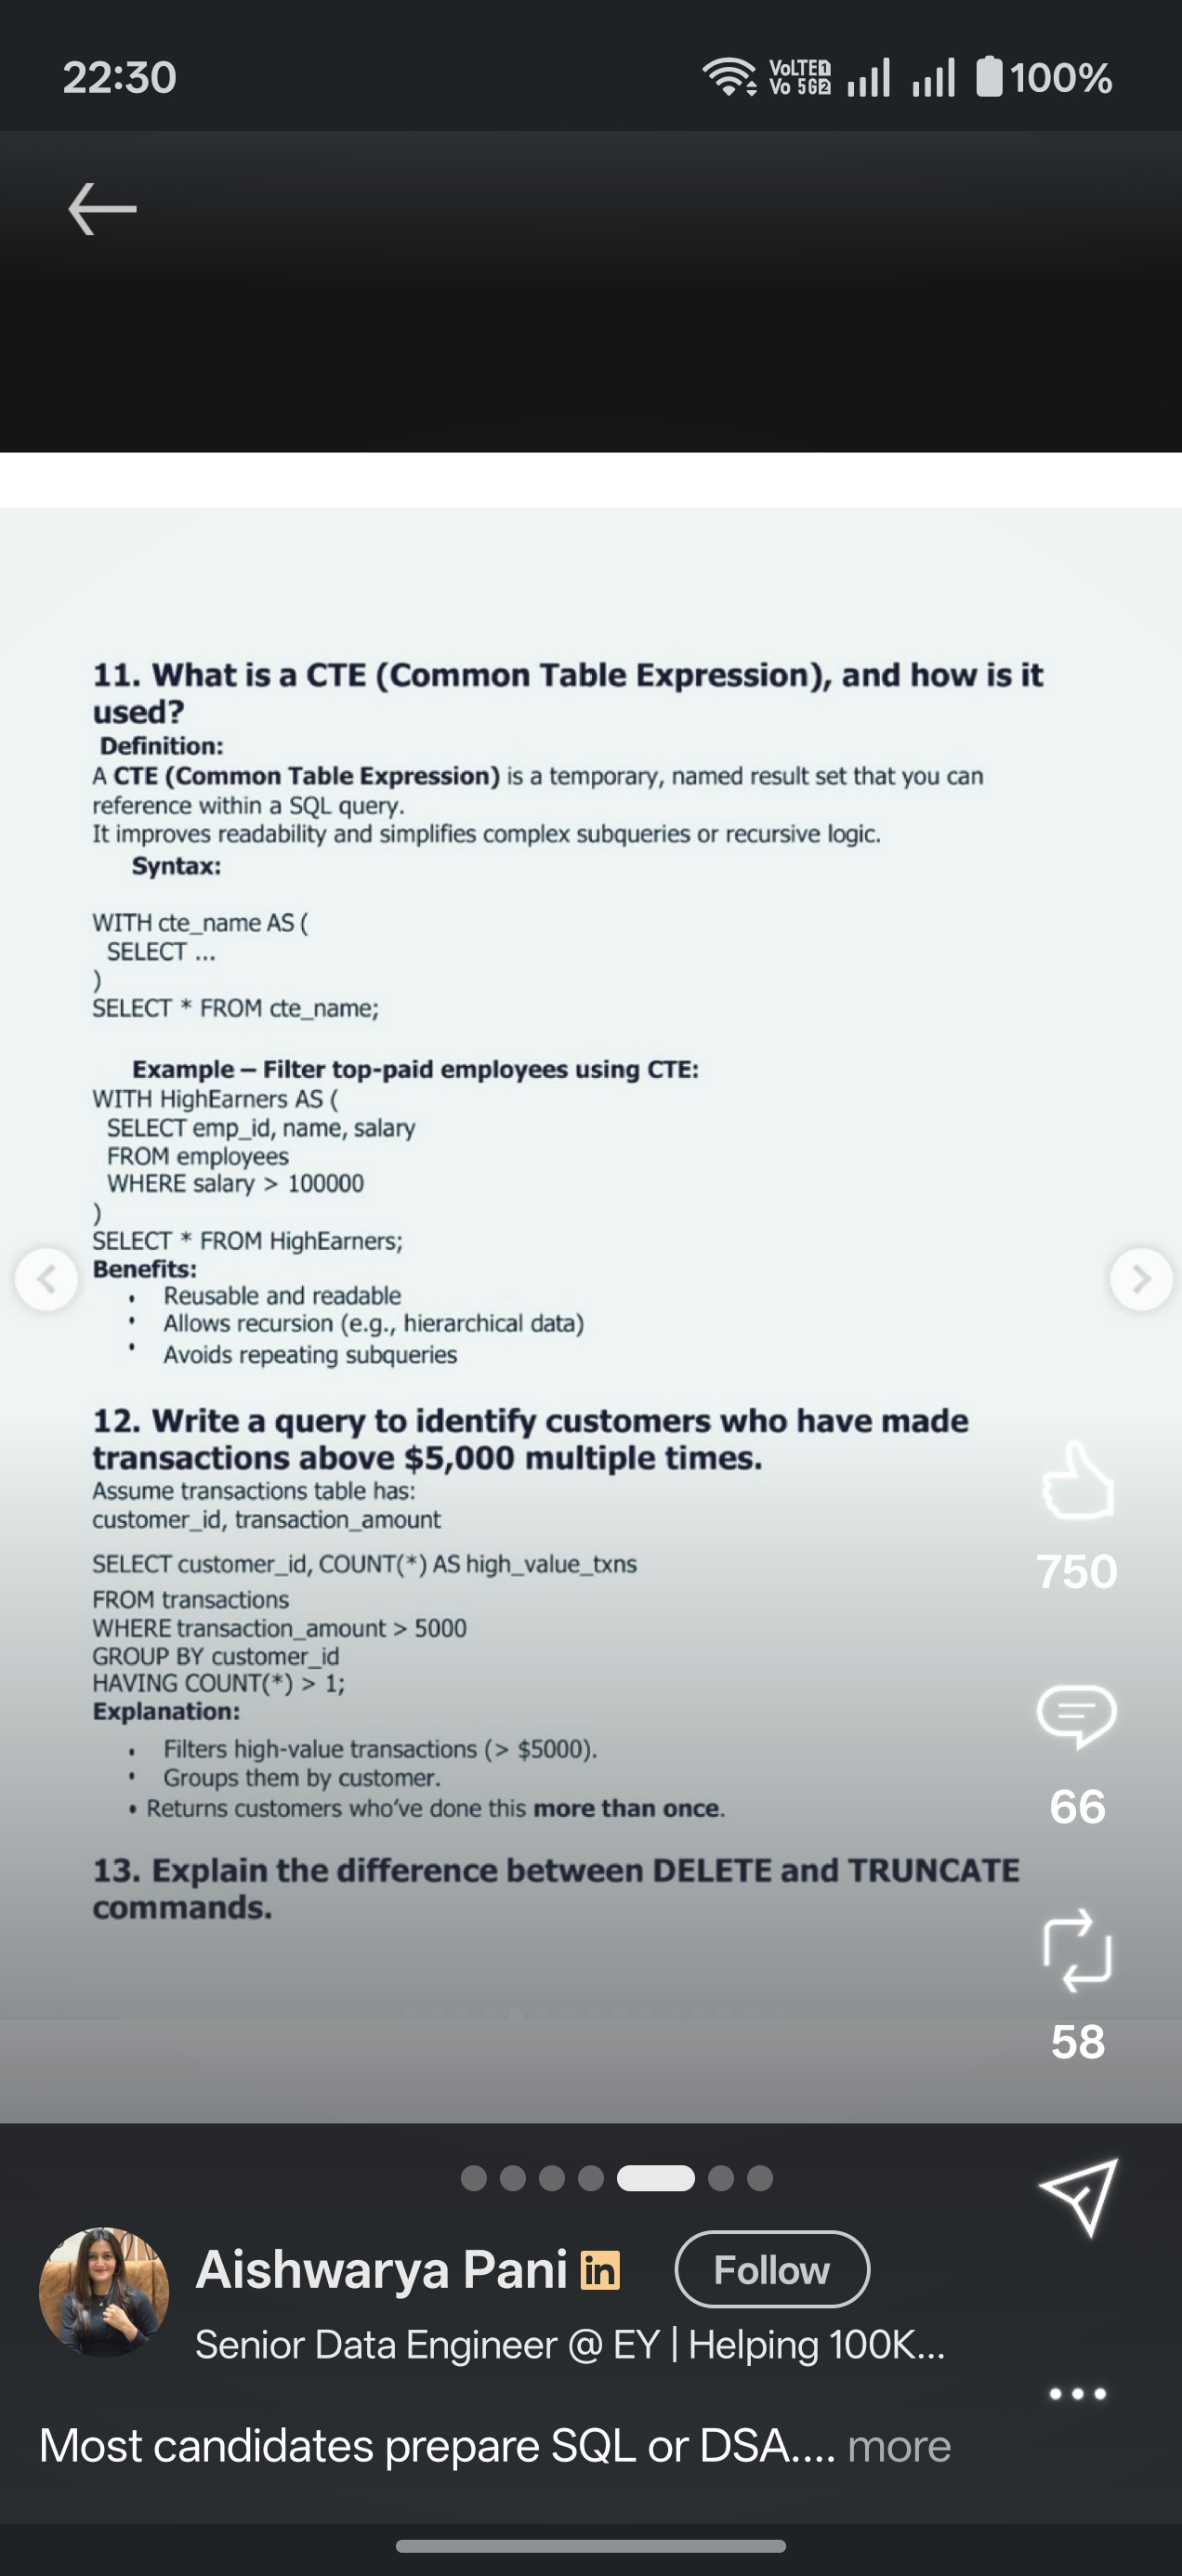 22:30
VoLTE1
Vo 5G2
100%
11. What is a CTE (Common Table Expression), and how is it
used?
Definition:
A CTE (Common Table Expression) is a temporary, named result set that you can
reference within a SQL query.
It improves readability and simplifies complex subqueries or recursive logic.
Syntax:
WITH cte_name AS (
SELECT ...
)
SELECT * FROM cte_name;
Example – Filter top-paid employees using CTE:
WITH HighEarners AS (
SELECT emp_id, name, salary
FROM employees
WHERE salary > 100000
)
SELECT * FROM HighEarners;
Benefits:
• Reusable and readable
• Allows recursion (e.g., hierarchical data)
• Avoids repeating subqueries
12. Write a query to identify customers who have made
transactions above $5,000 multiple times.
Assume transactions table has:
customer_id, transaction_amount
SELECT customer_id, COUNT(*) AS high_value_txns
FROM transactions
WHERE transaction_amount > 5000
GROUP BY customer_id
HAVING COUNT(*) > 1;
Explanation:
• Filters high-value transactions (> $5000).
• Groups them by customer.
• Returns customers who've done this more than once.
13. Explain the difference between DELETE and TRUNCATE
commands.
750
66
58
Aishwarya Pani in
Follow
Senior Data Engineer @ EY | Helping 100K...
Most candidates prepare SQL or DSA.... more